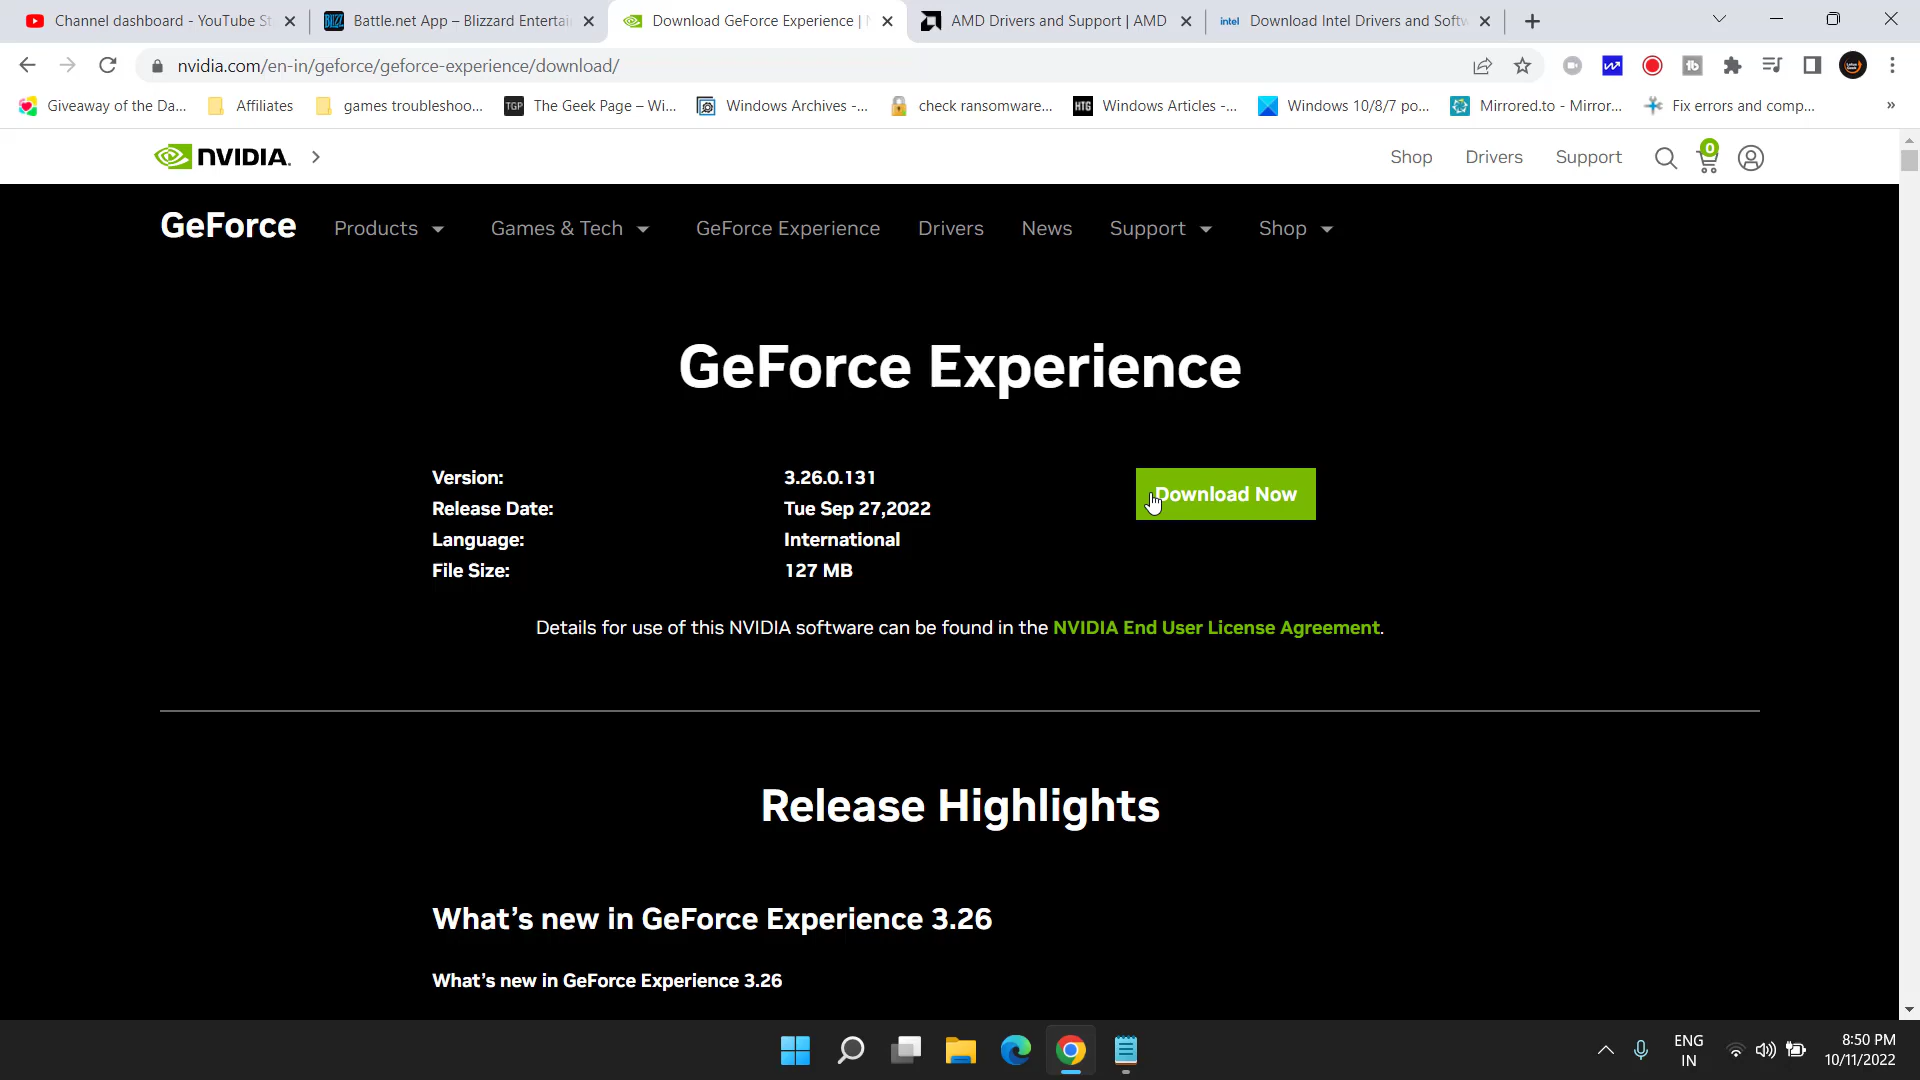 Channel dashboard - YouTube St
Battle.net App – Blizzard Entertai
Download GeForce Experience | N
AMD Drivers and Support | AMD
intel Download Intel Drivers and Softw
nvidia.com/en-in/geforce/geforce-experience/download/
Giveaway of the Da...
Affiliates
games troubleshoo...
TGP The Geek Page – Wi...
Windows Archives -...
check ransomware...
HTG Windows Articles -...
Windows 10/8/7 po...
Mirrored.to - Mirror...
Fix errors and comp...
»
NVIDIA.
Shop
Drivers
Support
0
GeForce
Products
Games & Tech
GeForce Experience
Drivers
News
Support
Shop
GeForce Experience
Version: 3.26.0.131
Release Date: Tue Sep 27,2022
Language: International
File Size: 127 MB
Download Now
Details for use of this NVIDIA software can be found in the NVIDIA End User License Agreement.
Release Highlights
What's new in GeForce Experience 3.26
What's new in GeForce Experience 3.26
ENG
IN
8:50 PM
10/11/2022